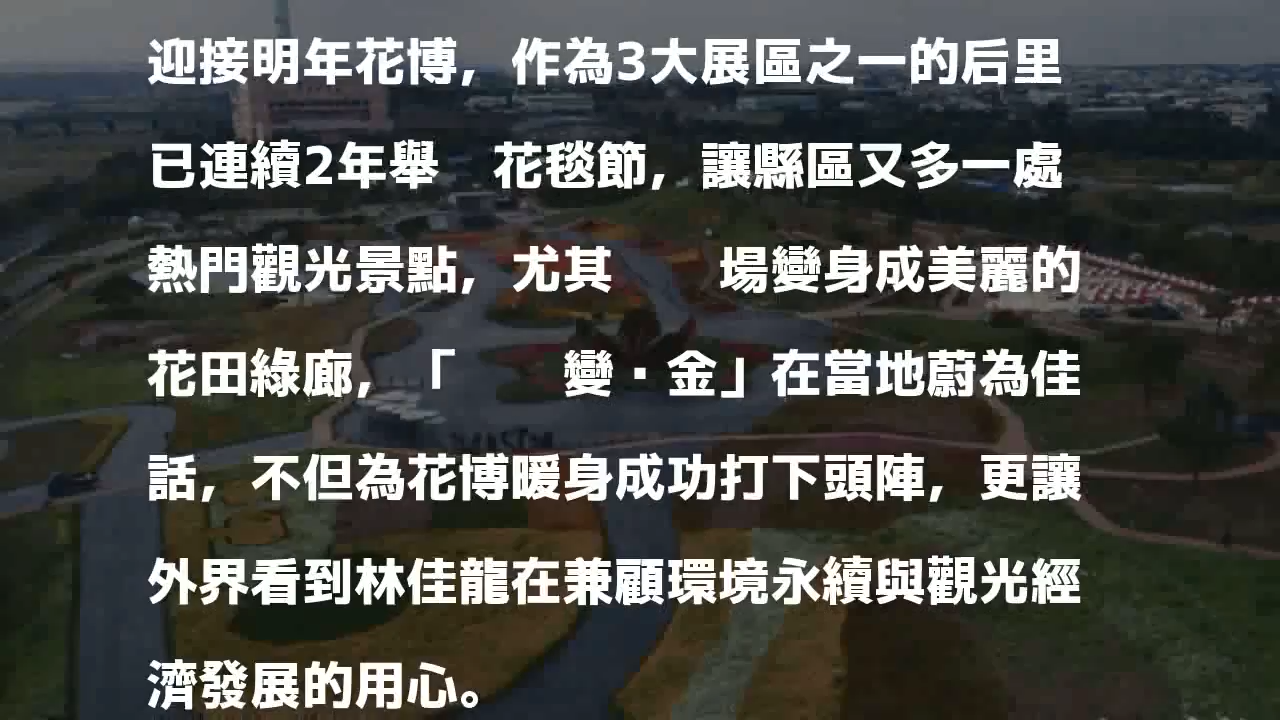 迎接明年花博，作為3大展區之一的后里
已連續2年舉　花毯節，讓縣區又多一處
熱門觀光景點，尤其　　場變身成美麗的
花田綠廊，「　　變．金」在當地蔚為佳
話，不但為花博暖身成功打下頭陣，更讓
外界看到林佳龍在兼顧環境永續與觀光經
濟發展的用心。